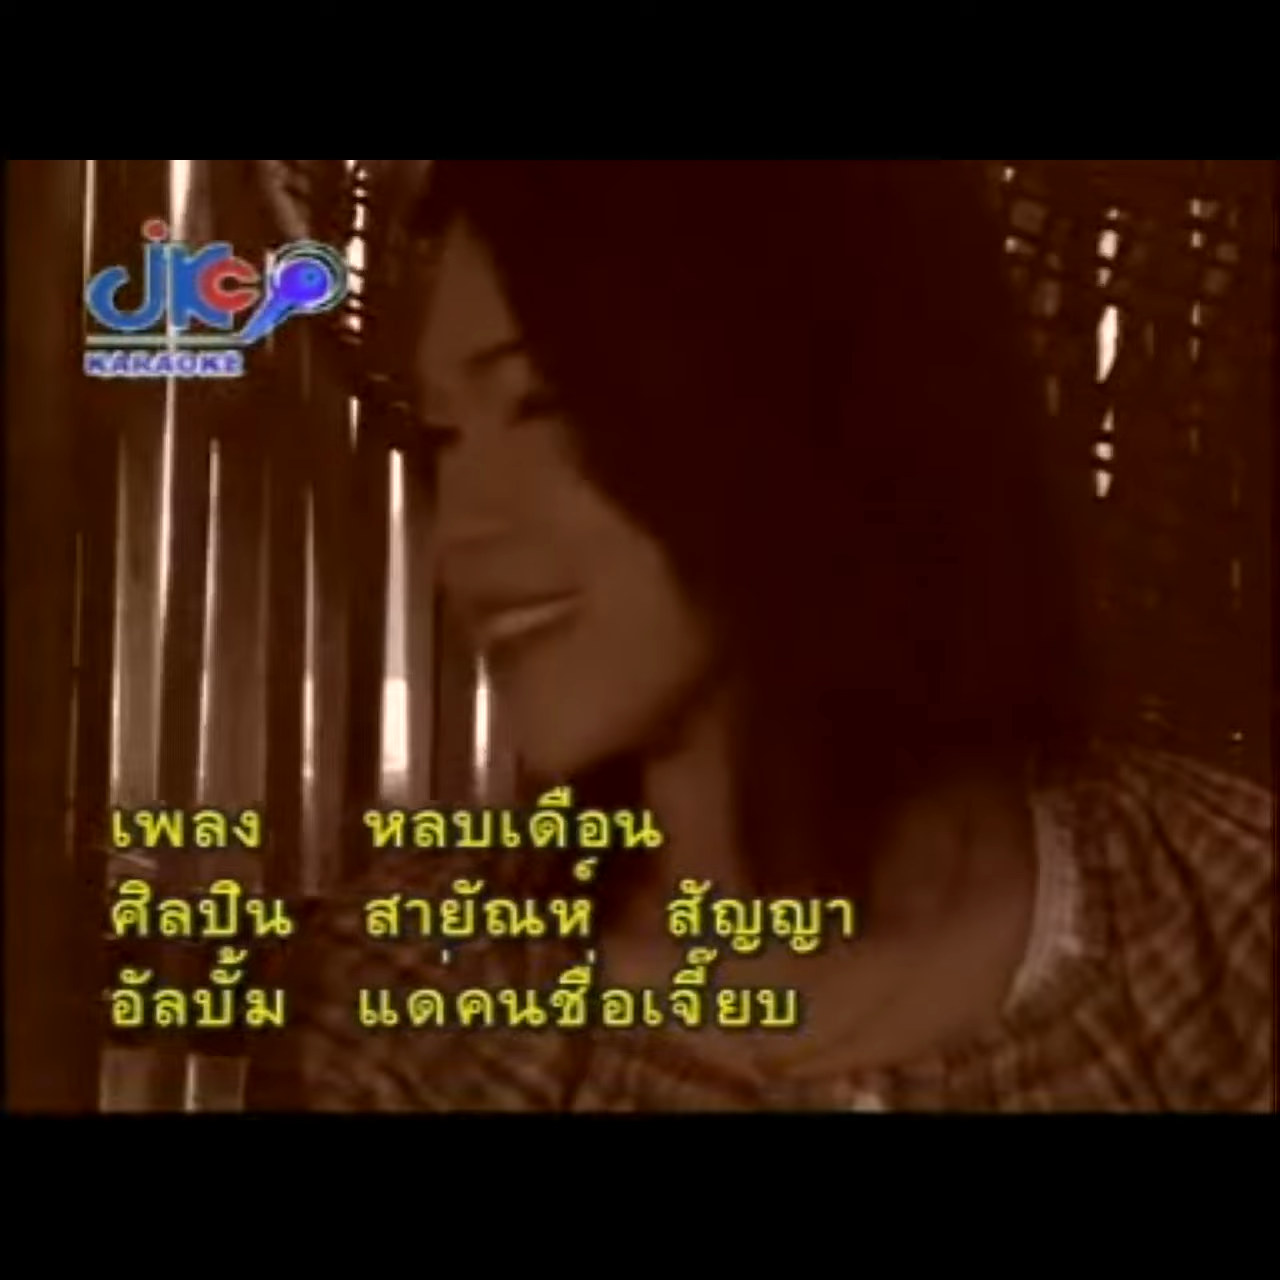 JKC
KARAOKE
เพลง หลบเดือน
ศิลปิน สายัณห์ สัญญา
อัลบั้ม แด่คนชื่อเจี๊ยบ